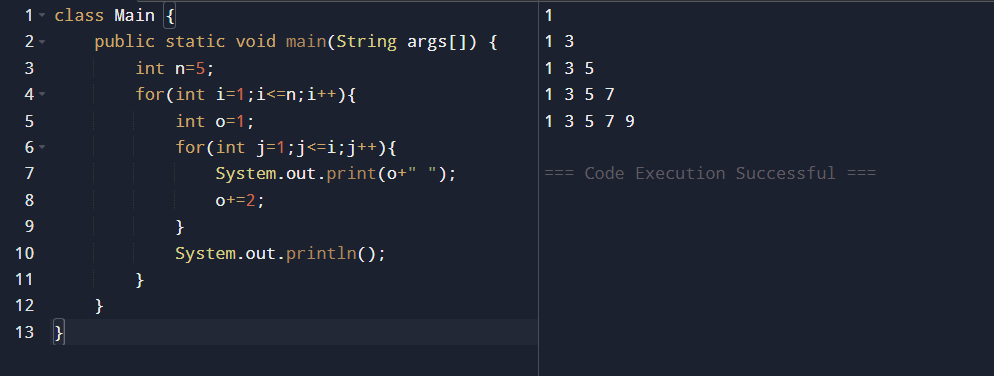 1 class Main {
2     public static void main(String args[]) {
3         int n=5;
4         for(int i=1;i<=n;i++){
5             int o=1;
6             for(int j=1;j<=i;j++){
7                 System.out.print(o+" ");
8                 o+=2;
9             }
10             System.out.println();
11         }
12     }
13 }
1
1 3
1 3 5
1 3 5 7
1 3 5 7 9
=== Code Execution Successful ===